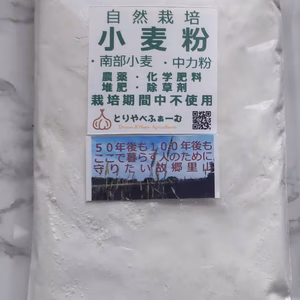 自然栽培
小麦粉
・南部小麦・中力粉
農薬・化学肥料
堆肥・除草剤
栽培期間中不使用
とりやべふぁーむ
50年後も100年後も
ここで暮らす人のために
守りたい故郷里山